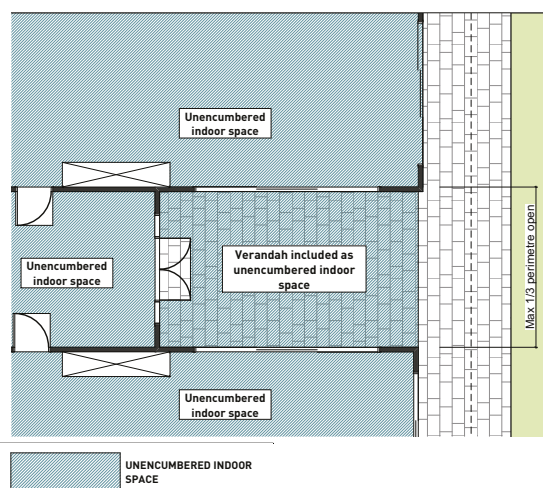 Unencumbered
indoor space
Verandah included as
unencumbered indoor
space
Unencumbered
indoor space
Max 1/3 perimetre open
Unencumbered
indoor space
UNENCUMBERED INDOOR
SPACE